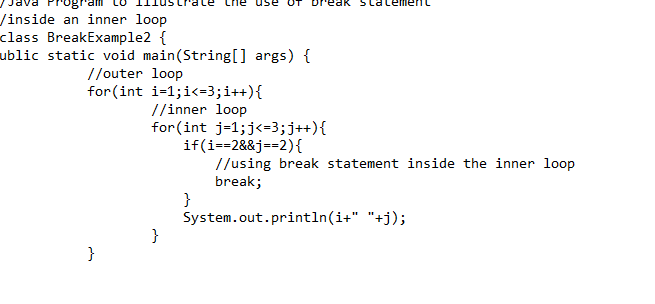 /Java Program to illustrate the use of break statement
/inside an inner loop
class BreakExample2 {
ublic static void main(String[] args) {
//outer loop
for(int i=1;i<=3;i++){
//inner loop
for(int j=1;j<=3;j++){
if(i==2&&j==2){
//using break statement inside the inner loop
break;
}
System.out.println(i+" "+j);
}
}